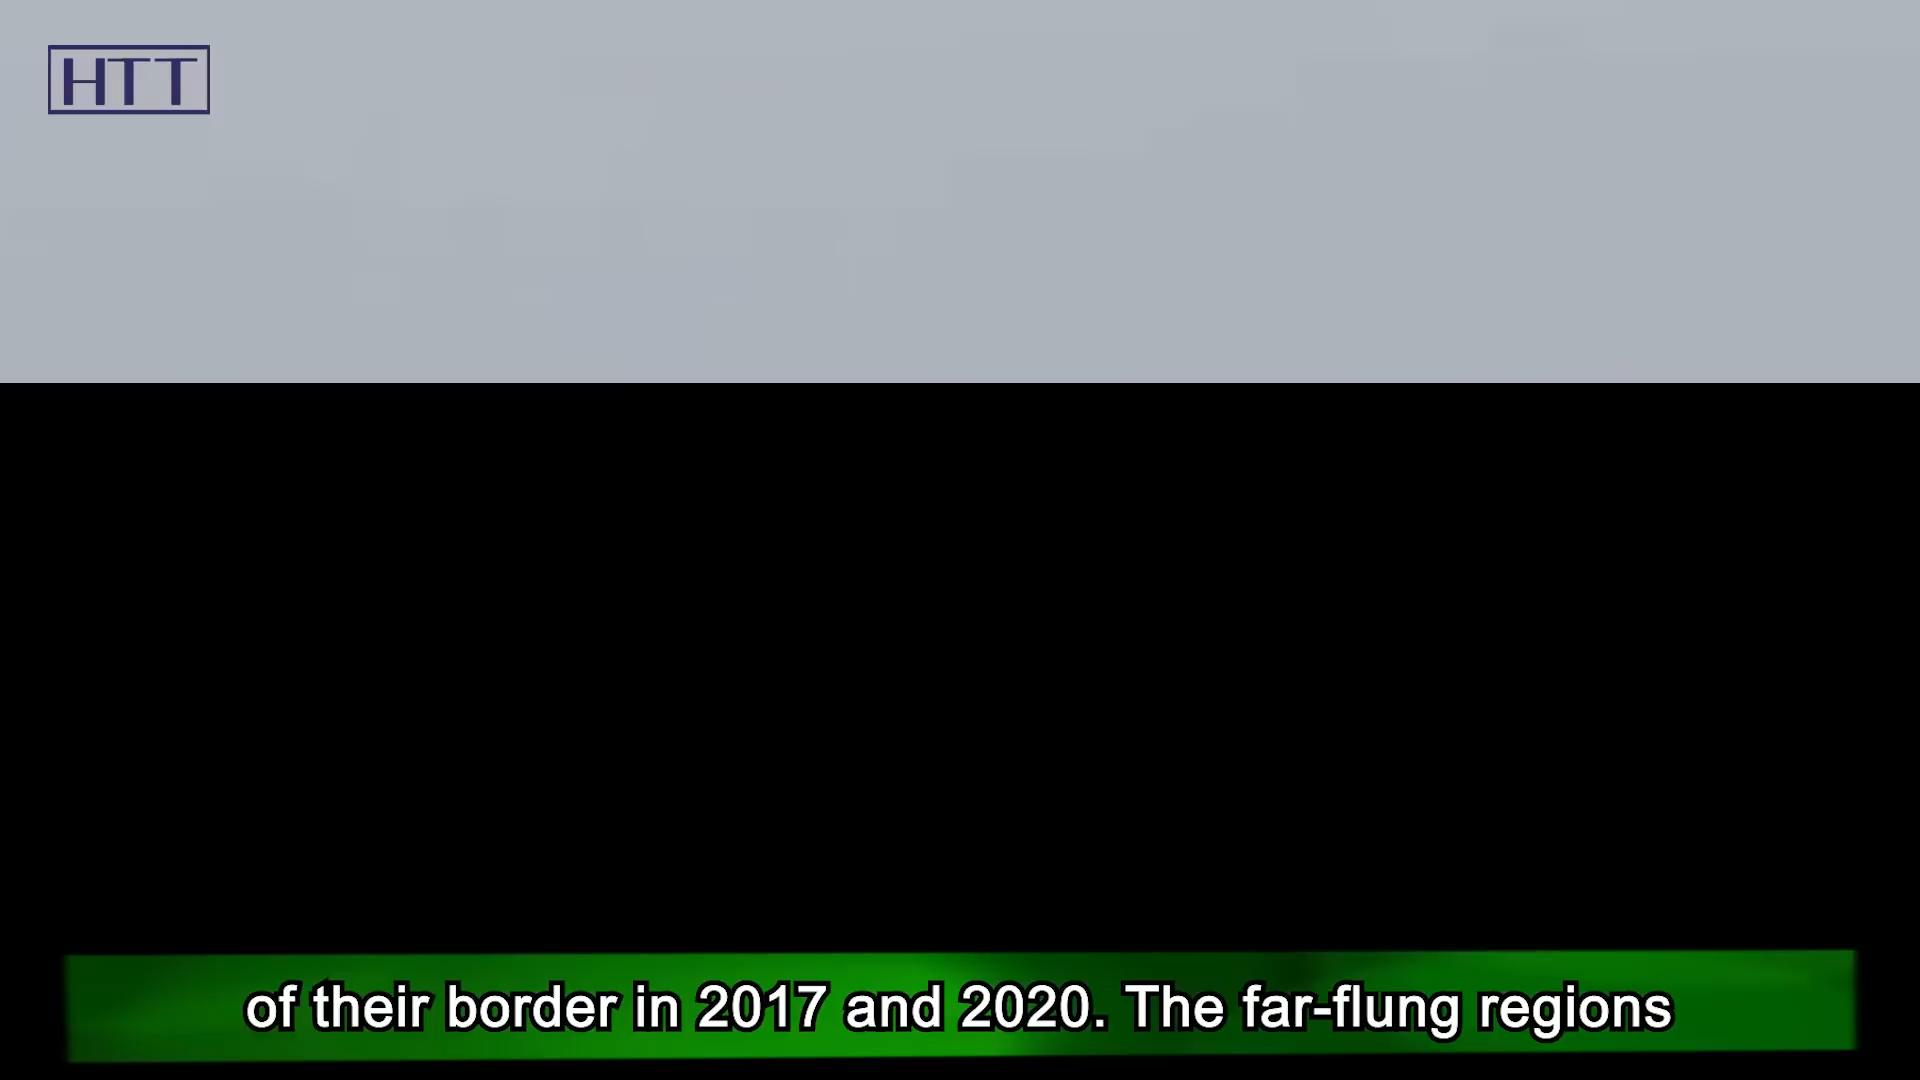 HTT
of their border in 2017 and 2020. The far-flung regions